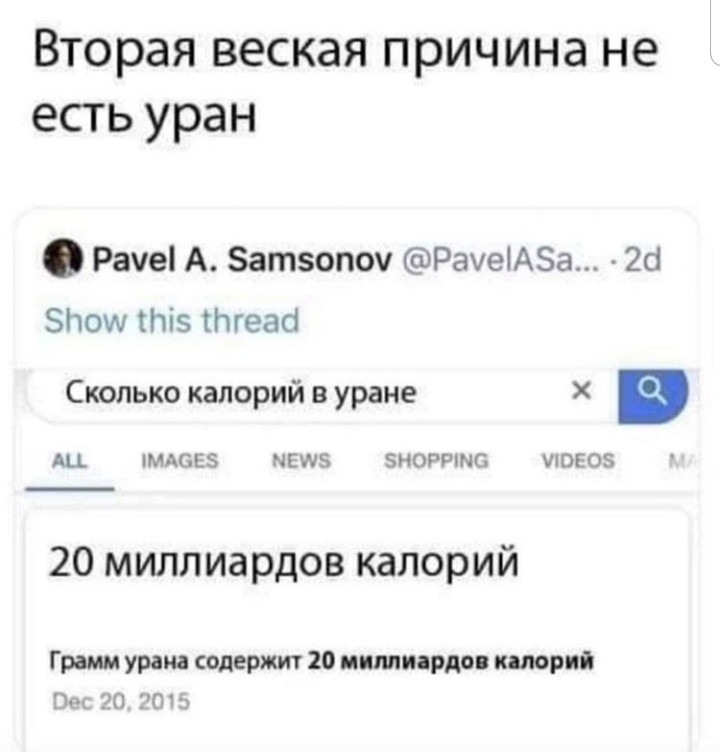 Вторая веская причина не
есть уран
Pavel A. Samsonov @PavelASa... · 2d
Show this thread
Сколько калорий в уране ×
ALL IMAGES NEWS SHOPPING VIDEOS MA
20 миллиардов калорий
Грамм урана содержит 20 миллиардов калорий
Dec 20, 2015